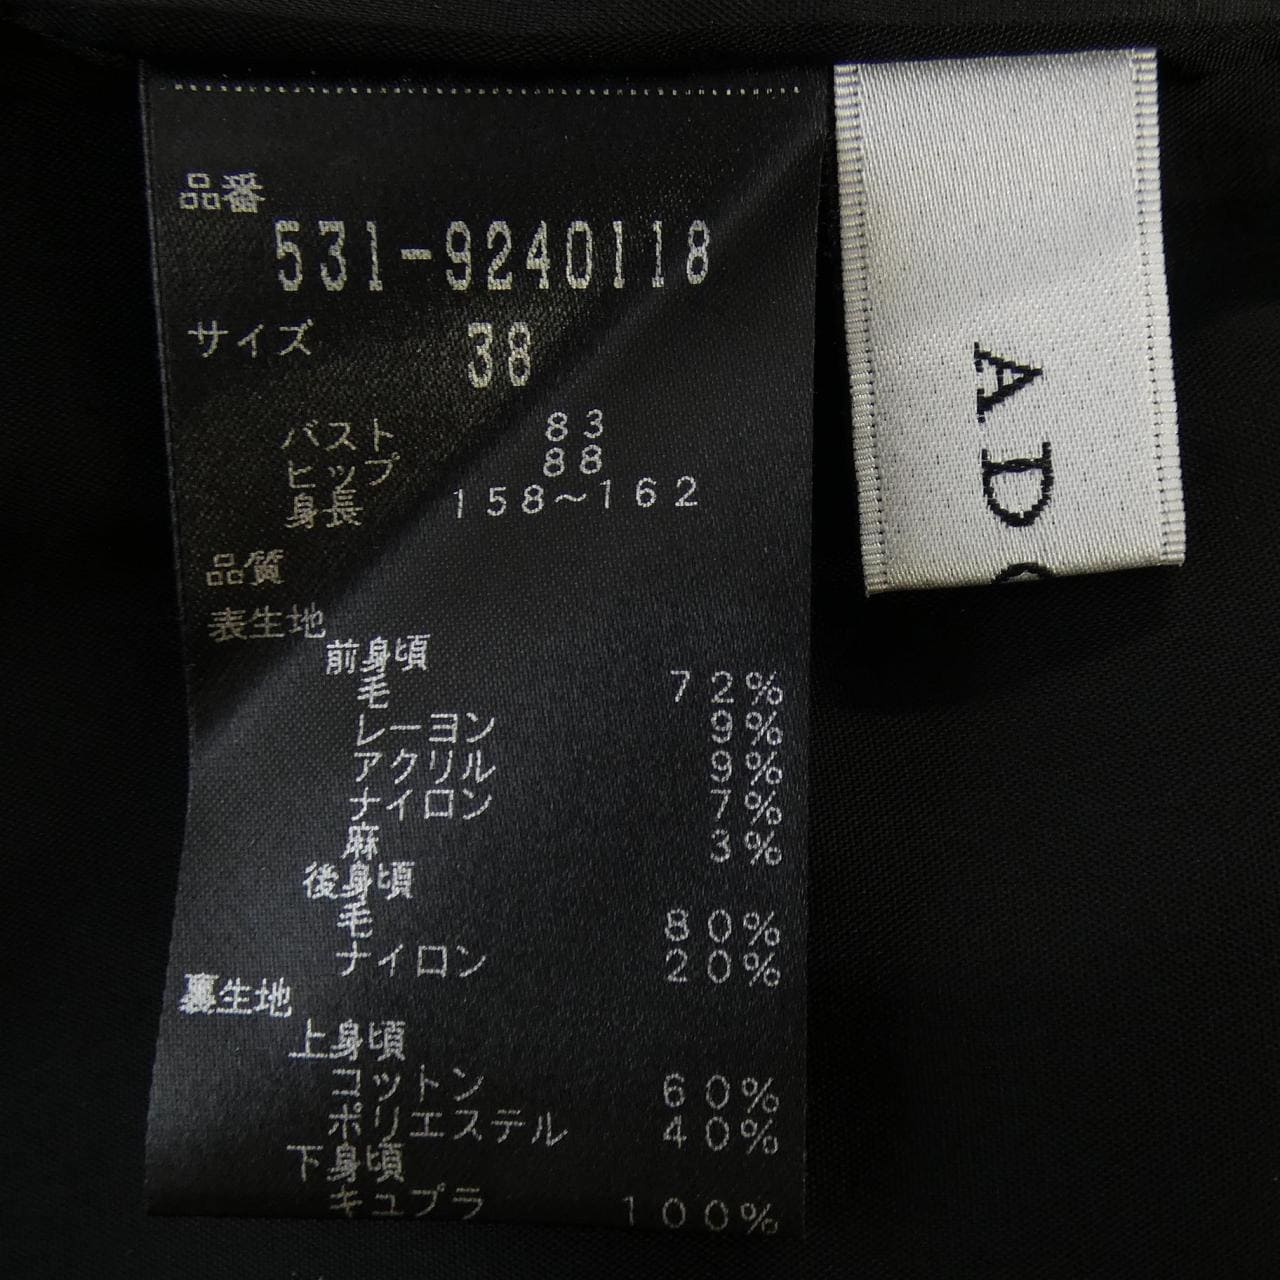 品番
531-9240118
サイズ 38
バスト 83
ヒップ 88
身長 158～162
品質
表生地
前身頃
毛 72%
レーヨン 9%
アクリル 9%
ナイロン 7%
麻 3%
後身頃
毛 80%
ナイロン 20%
裏生地
上身頃
コットン 60%
ポリエステル 40%
下身頃
キュプラ 100%
AD